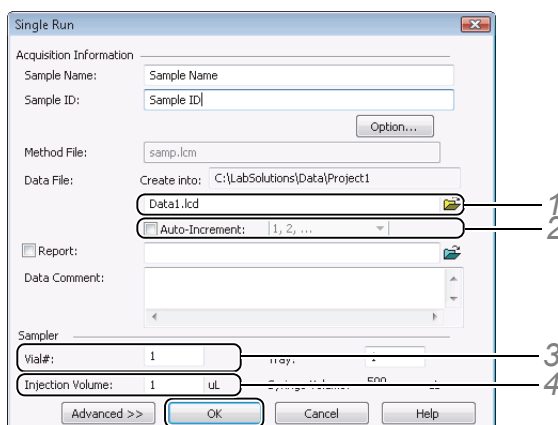 Single Run
Acquisition Information
Sample Name: Sample Name
Sample ID: Sample ID
Option...
Method File: samp.lcm
Data File: Create into: C:\LabSolutions\Data\Project1
Data1.lcd 1
Auto-Increment: 1, 2, ... 2
Report:
Data Comment:
Sampler
Vial#: 1 1 3
Injection Volume: 1 uL 4
Advanced >> OK Cancel Help